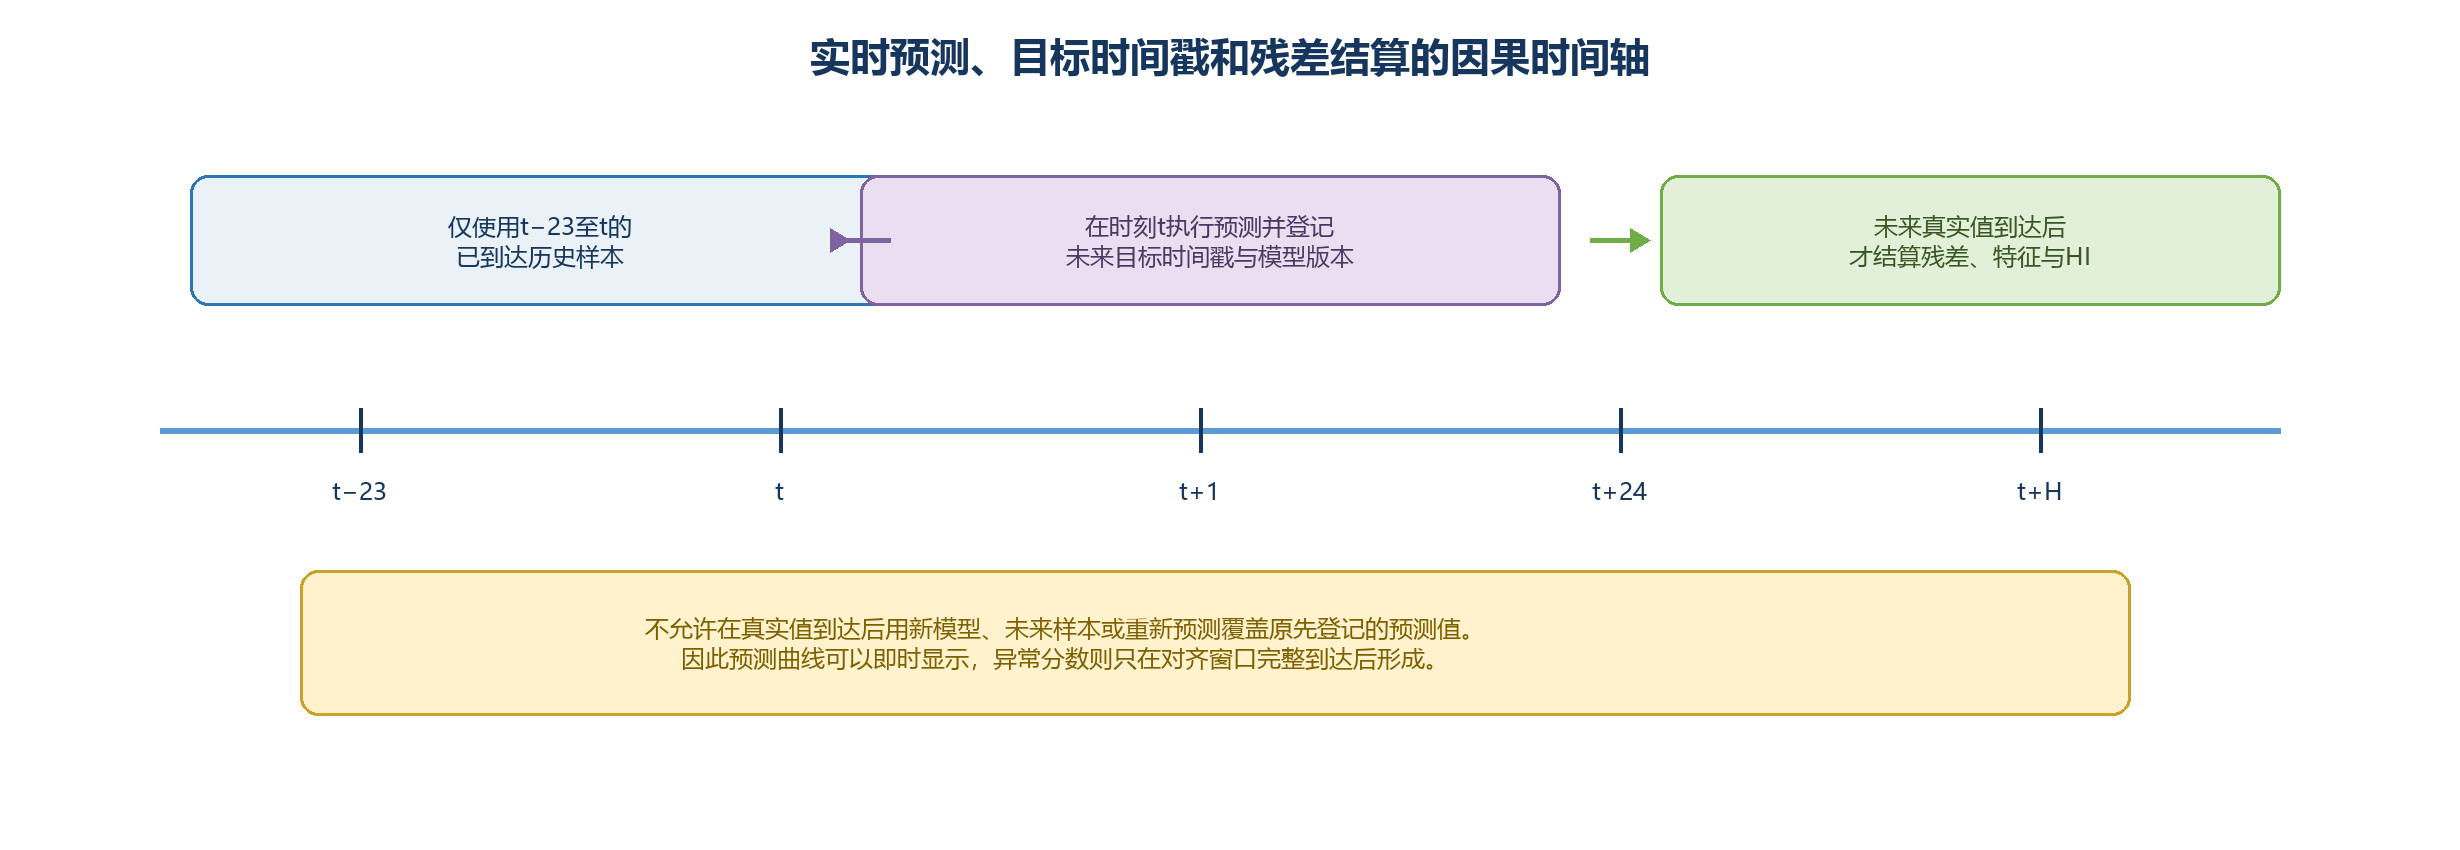 实时预测、目标时间戳和残差结算的因果时间轴
仅使用t−23至t的
已到达历史样本
在时刻t执行预测并登记
未来目标时间戳与模型版本
未来真实值到达后
才结算残差、特征与HI
t−23
t
t+1
t+24
t+H
不允许在真实值到达后用新模型、未来样本或重新预测覆盖原先登记的预测值。
因此预测曲线可以即时显示，异常分数则只在对齐窗口完整到达后形成。